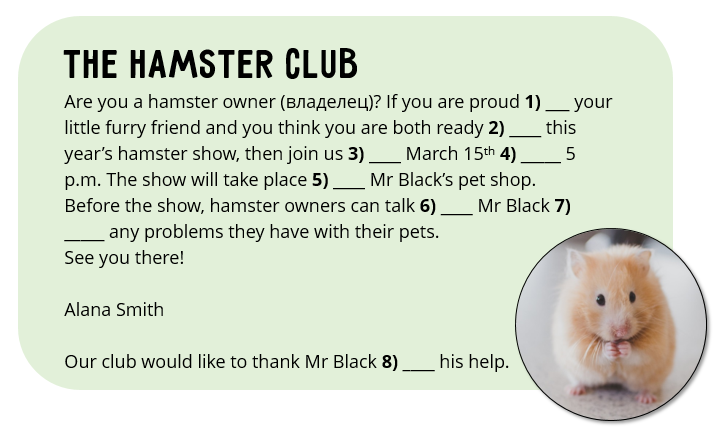 THE HAMSTER CLUB
Are you a hamster owner (владелец)? If you are proud 1) ___ your
little furry friend and you think you are both ready 2) ____ this
year’s hamster show, then join us 3) ____ March 15th 4) _____ 5
p.m. The show will take place 5) ____ Mr Black’s pet shop.
Before the show, hamster owners can talk 6) ____ Mr Black 7)
_____ any problems they have with their pets.
See you there!
Alana Smith
Our club would like to thank Mr Black 8) ____ his help.